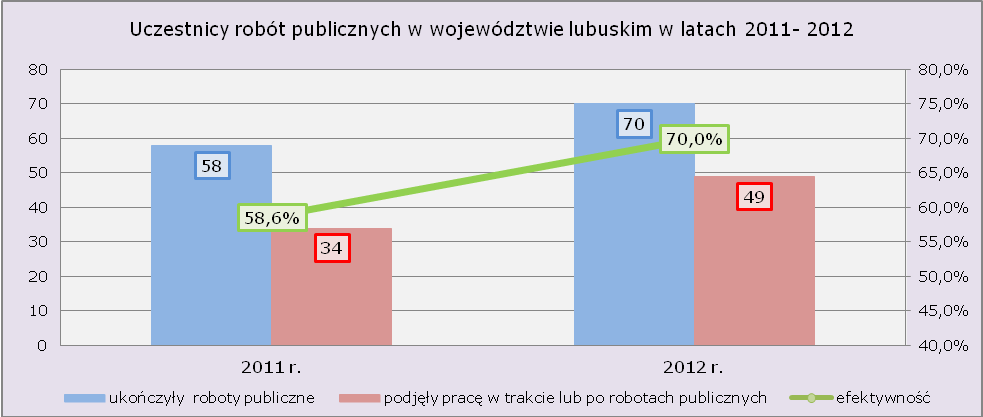 Uczestnicy robót publicznych w województwie lubuskim w latach 2011- 2012
80 80,0%
70 75,0%
60 70,0%
50 65,0%
40 60,0%
30 55,0%
20 50,0%
10 45,0%
0 40,0%
58 58,6% 34
70 70,0% 49
2011 r. 2012 r.
ukończyły roboty publiczne podjęły pracę w trakcie lub po robotach publicznych efektywność